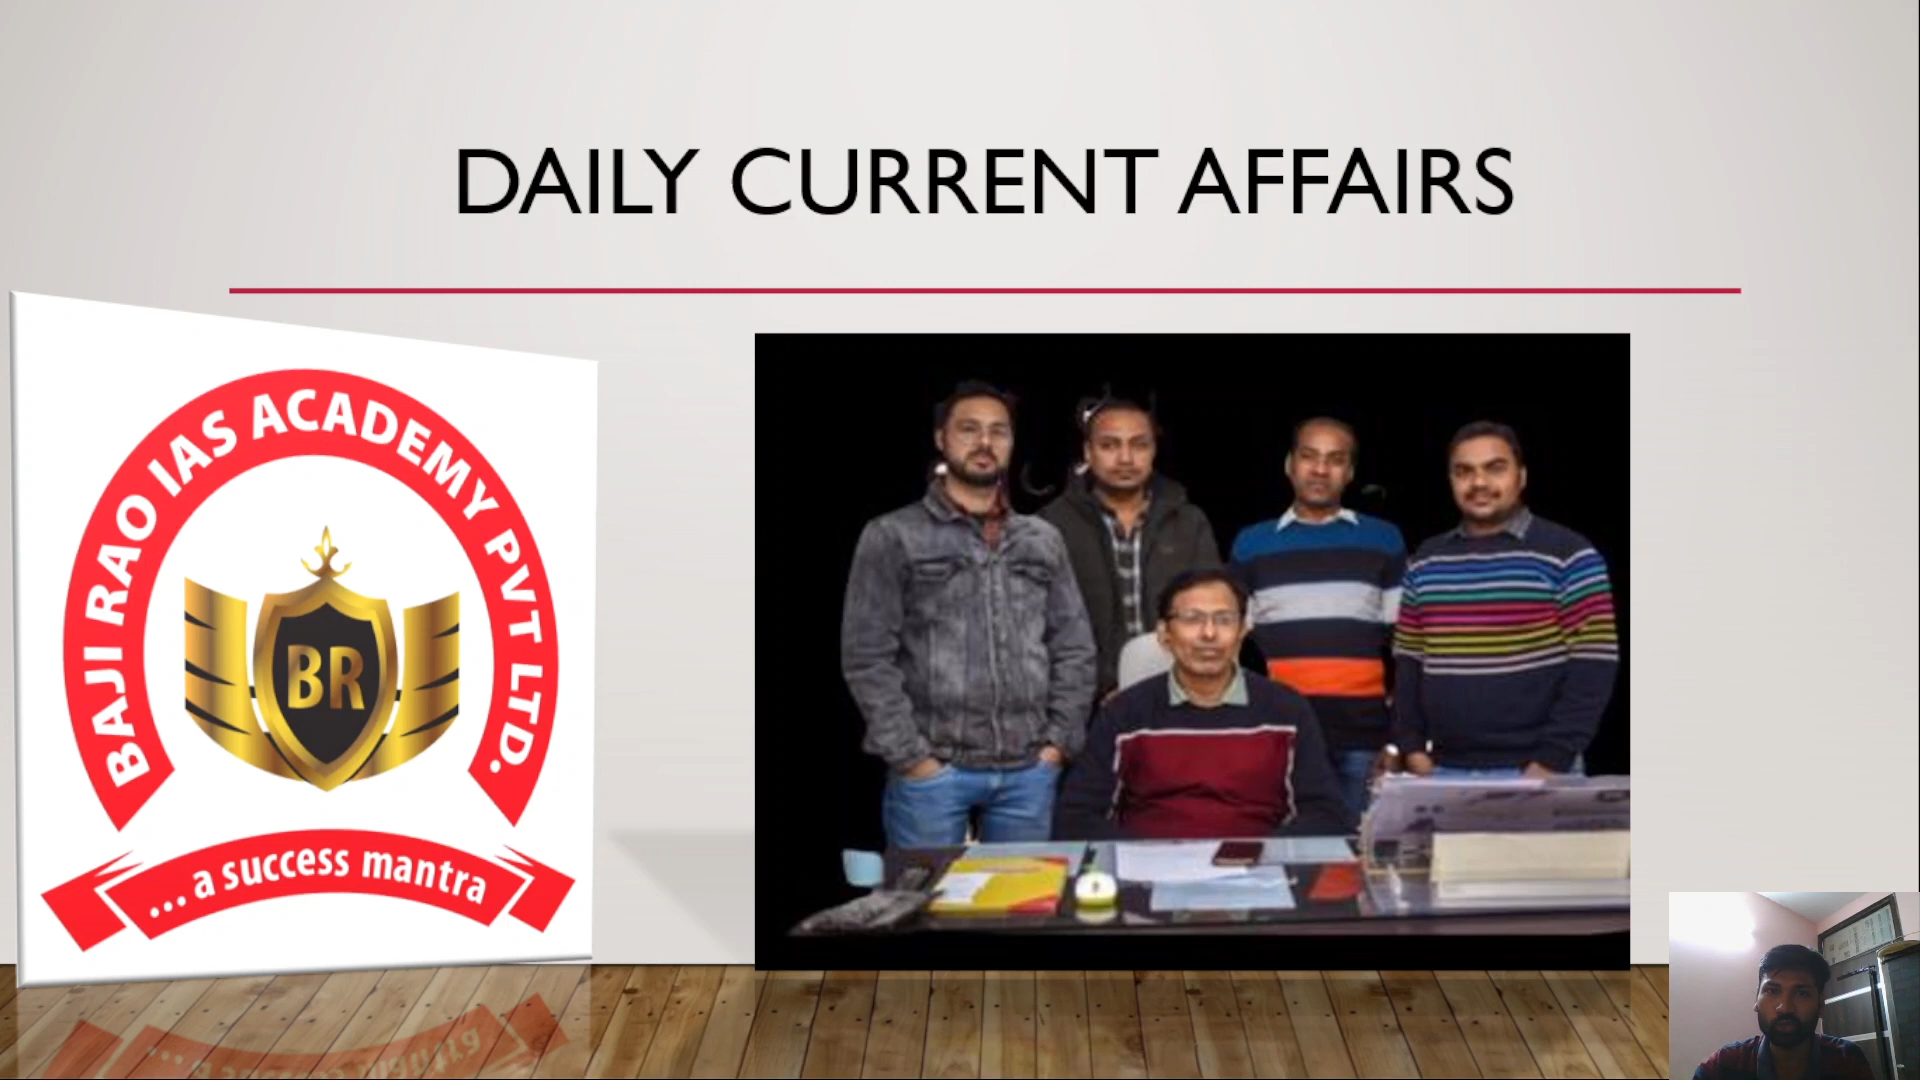 DAILY CURRENT AFFAIRS
BAJI RAO IAS ACADEMY PVT LTD.
BR
...a success mantra